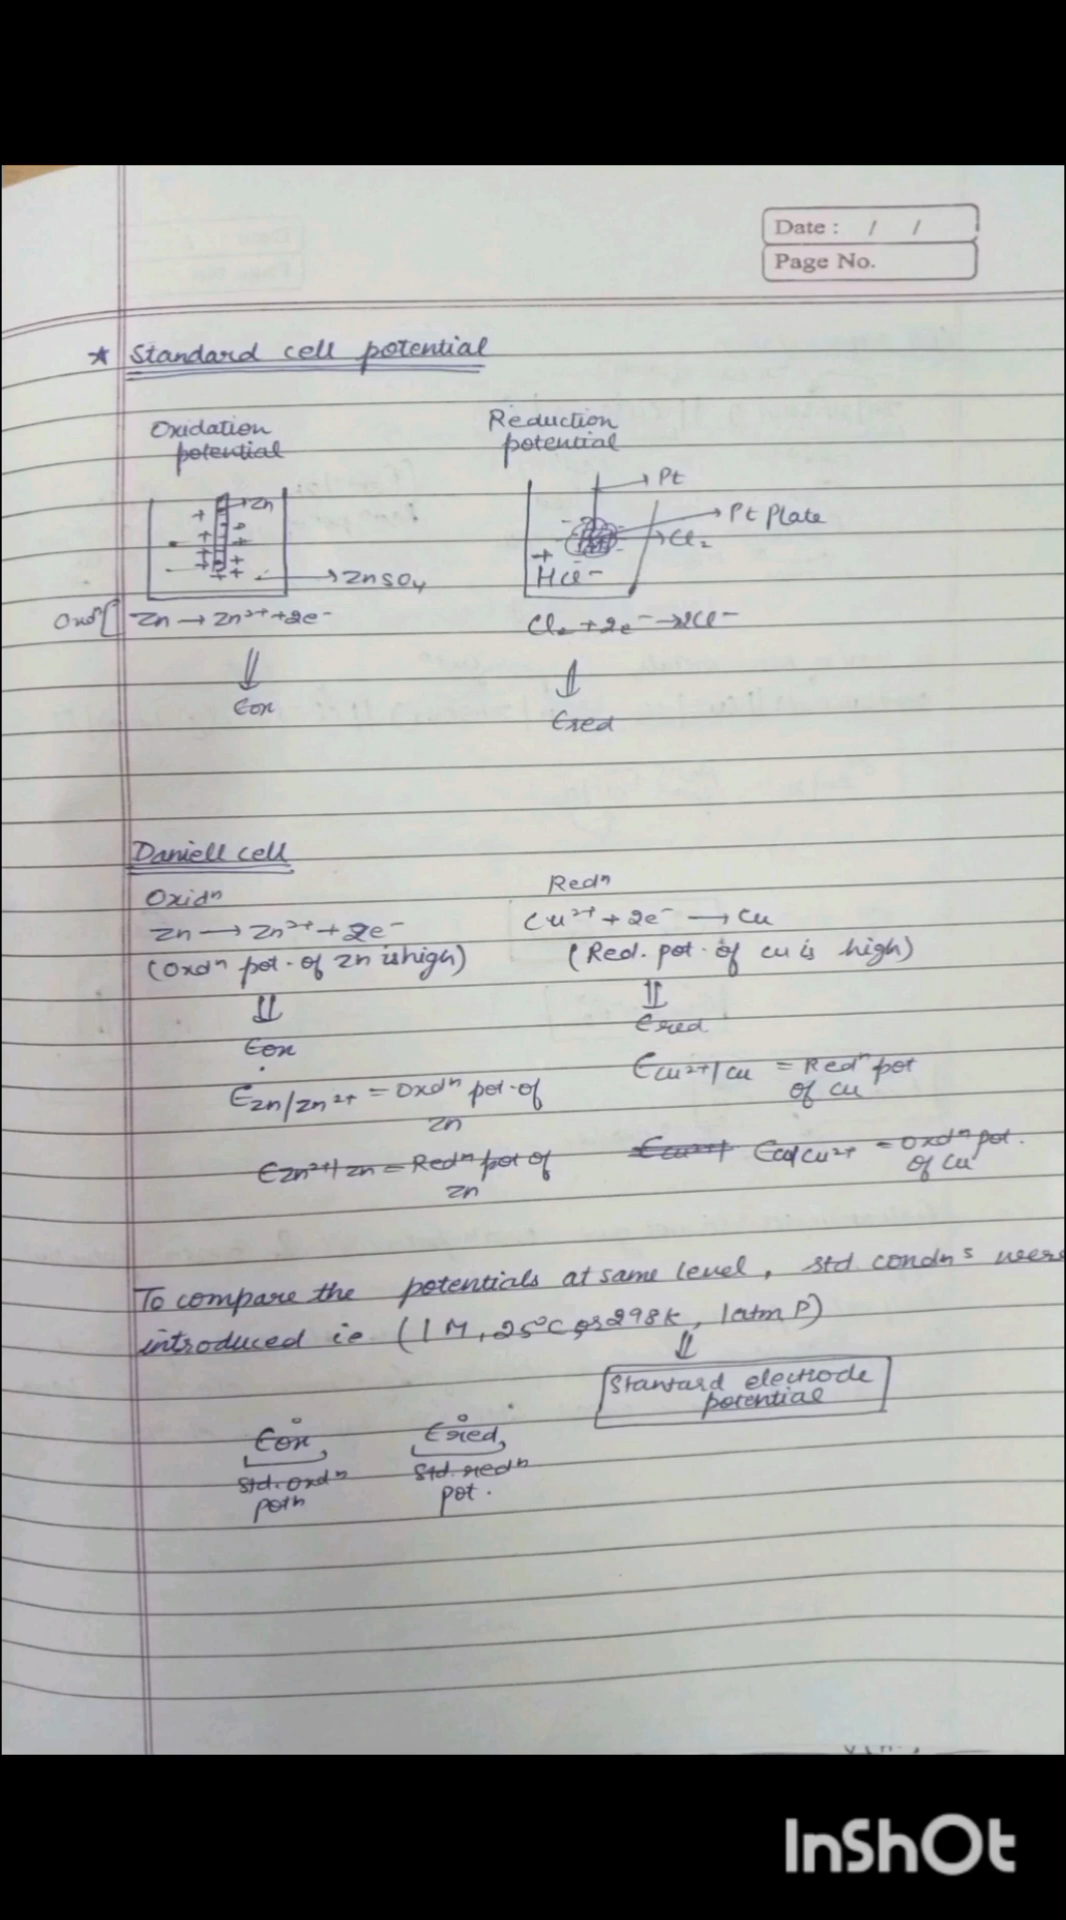 Date : / /
Page No.
* Standard cell potential
Oxidation
potential
Reduction
potential
+ + + + + + + +
→Zn
→ZnSO4
→Pt
→Pt Plate
→Cl2
+
HCl-
Oxdn[ Zn → Zn2+ +2e-
Cl2 +2e- →2Cl-
⇓
⇓
Eox
Ered
Daniell cell
Oxidn
Redn
Zn → Zn2+ + 2e-
Cu2+ + 2e- → Cu
(Oxdn pot. of Zn is high)
(Red. pot. of Cu is high)
⇓
⇓
Eox
Ered
EZn/Zn2+ = Oxdn pot. of
Zn
ECu2+/Cu = Redn pot
of Cu
EZn2+/Zn = Redn pot of
Zn
ECu/Cu2+ = Oxdn pot.
of Cu
To compare the potentials at same level, std condns were
introduced ie (1M, 25°C or 298K, 1atm P)
⇓
Stantard electrode
potential
E°ox,
E°red,
Std. oxdn
potn
Std. redn
pot.
InShOt